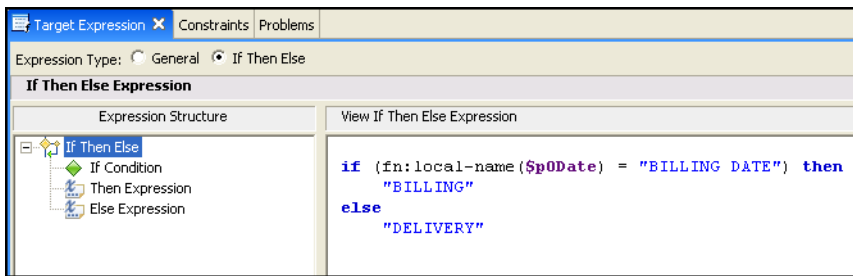 Target Expression Constraints Problems
Expression Type: General If Then Else
If Then Else Expression
Expression Structure View If Then Else Expression
If Then Else
If Condition
Then Expression
Else Expression
if (fn:local-name($pODate) = "BILLING DATE") then
"BILLING"
else
"DELIVERY"